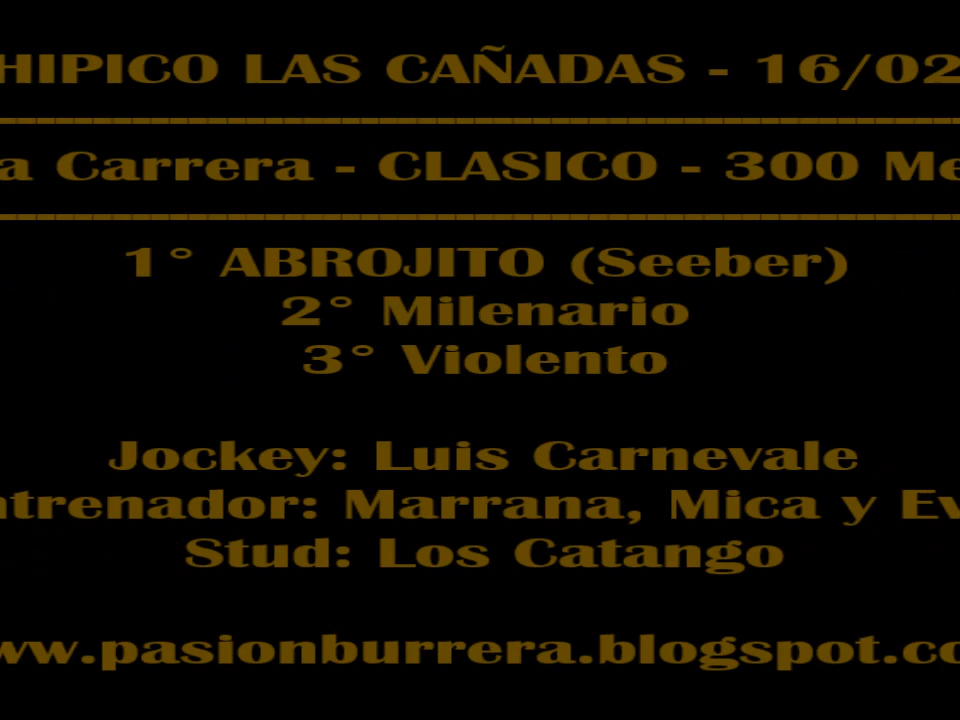 HIPICO LAS CAÑADAS - 16/02
a Carrera - CLASICO - 300 Me
1° ABROJITO (Seeber)
2° Milenario
3° Violento
Jockey: Luis Carnevale
ntrenador: Marrana, Mica y Ev
Stud: Los Catango
ww.pasionburrera.blogspot.co